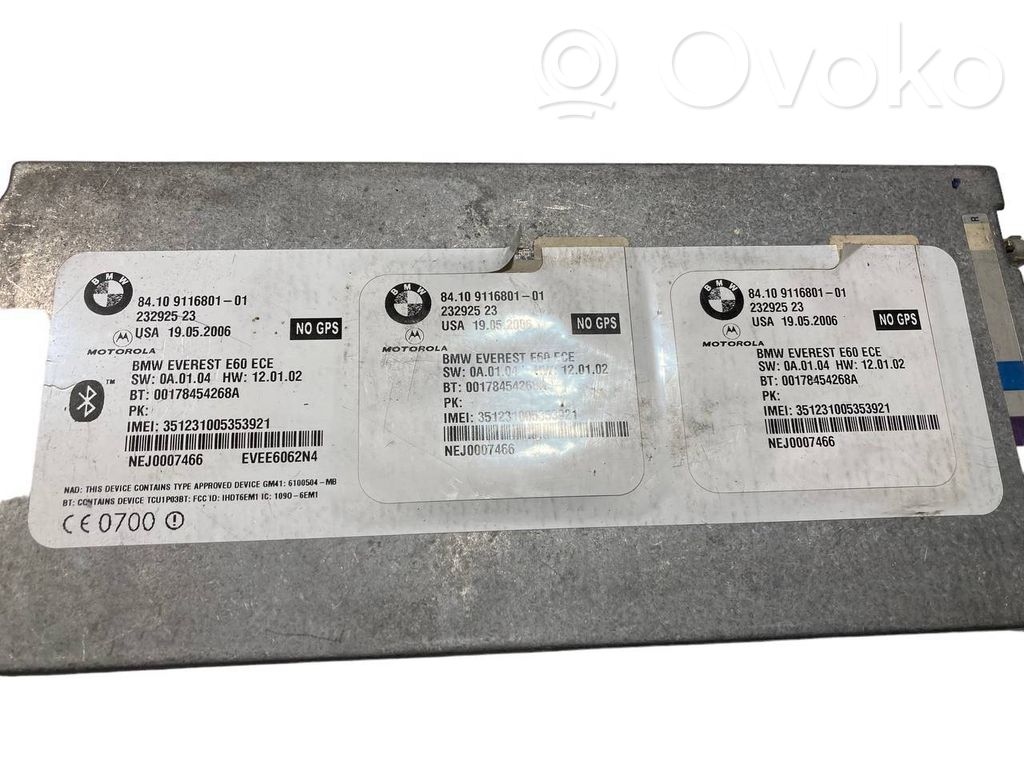 Ovoko
R
BMW
84.10 9116801-01
232925 23
USA 19.05.2006
NO GPS
MOTOROLA
BMW EVEREST E60 ECE
SW: 0A.01.04 HW: 12.01.02
™
BT: 00178454268A
PK:
IMEI: 351231005353921
NEJ0007466 EVEE6062N4
NAD: THIS DEVICE CONTAINS TYPE APPROVED DEVICE GM41: 6100504-MB
BT: CONTAINS DEVICE TCU1P03BT: FCC ID: IHDT6EM1 IC: 109O-6EM1
CE 0700
BMW
84.10 9116801-01
232925 23
USA 19.05.2006
NO GPS
MOTOROLA
BMW EVEREST E60 ECE
SW: 0A.01.04 HW: 12.01.02
BT: 00178454268A
PK:
IMEI: 351231005353921
NEJ0007466
BMW
84.10 9116801-01
232925 23
USA 19.05.2006
NO GPS
MOTOROLA
BMW EVEREST E60 ECE
SW: 0A.01.04 HW: 12.01.02
BT: 00178454268A
PK:
IMEI: 351231005353921
NEJ0007466